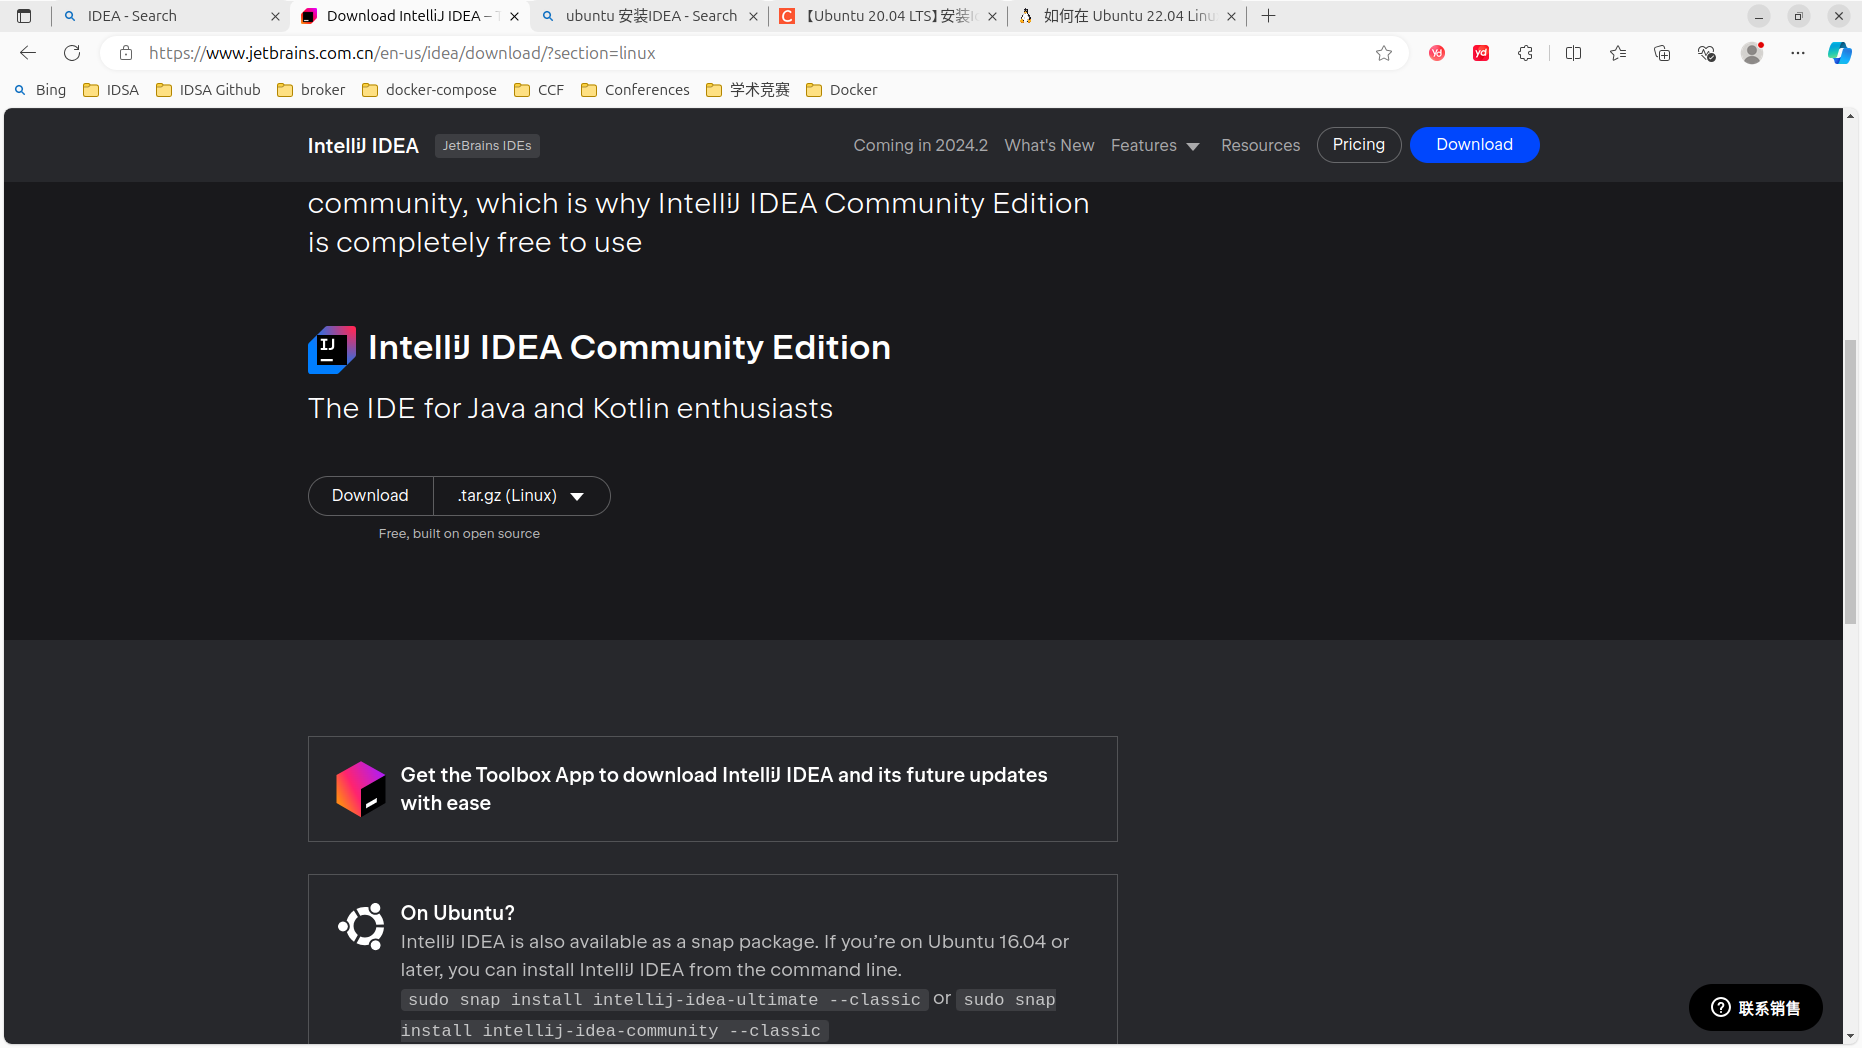 IDEA - Search
Download IntelliJ IDEA –
ubuntu 安装IDEA - Search
【Ubuntu 20.04 LTS】安装
如何在 Ubuntu 22.04
https://www.jetbrains.com.cn/en-us/idea/download/?section=linux
Bing
IDSA
IDSA Github
broker
docker-compose
CCF
Conferences
学术竞赛
Docker
IntelliJ IDEA
JetBrains IDEs
Coming in 2024.2
What's New
Features
Resources
Pricing
Download
community, which is why IntelliJ IDEA Community Edition
is completely free to use
IJ
IntelliJ IDEA Community Edition
The IDE for Java and Kotlin enthusiasts
Download
.tar.gz (Linux)
Free, built on open source
Get the Toolbox App to download IntelliJ IDEA and its future updates
with ease
On Ubuntu?
IntelliJ IDEA is also available as a snap package. If you’re on Ubuntu 16.04 or
later, you can install IntelliJ IDEA from the command line.
sudo snap install intellij-idea-ultimate --classic or sudo snap
install intellij-idea-community --classic
联系销售